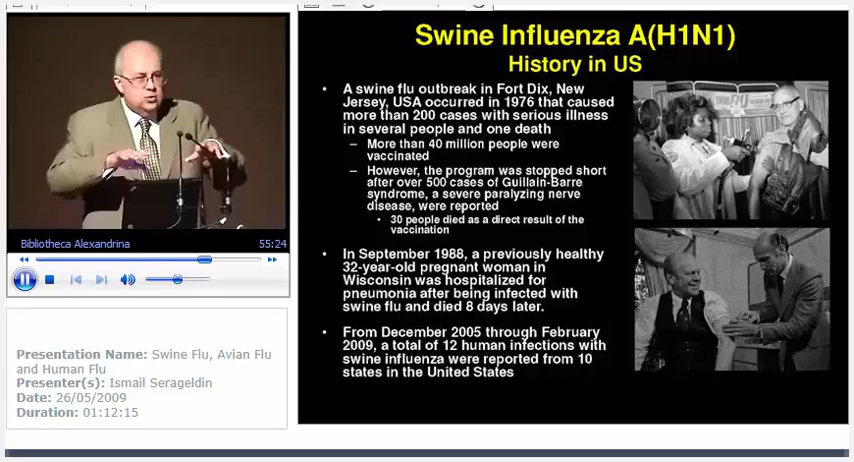 Bibliotheca Alexandrina 55:24
Presentation Name: Swine Flu, Avian Flu
and Human Flu
Presenter(s): Ismail Serageldin
Date: 26/05/2009
Duration: 01:12:15
Swine Influenza A(H1N1)
History in US
• A swine flu outbreak in Fort Dix, New
Jersey, USA occurred in 1976 that caused
more than 200 cases with serious illness
in several people and one death
– More than 40 million people were
vaccinated
– However, the program was stopped short
after over 500 cases of Guillain-Barre
syndrome, a severe paralyzing nerve
disease, were reported
• 30 people died as a direct result of the
vaccination
• In September 1988, a previously healthy
32-year-old pregnant woman in
Wisconsin was hospitalized for
pneumonia after being infected with
swine flu and died 8 days later.
• From December 2005 through February
2009, a total of 12 human infections with
swine influenza were reported from 10
states in the United States